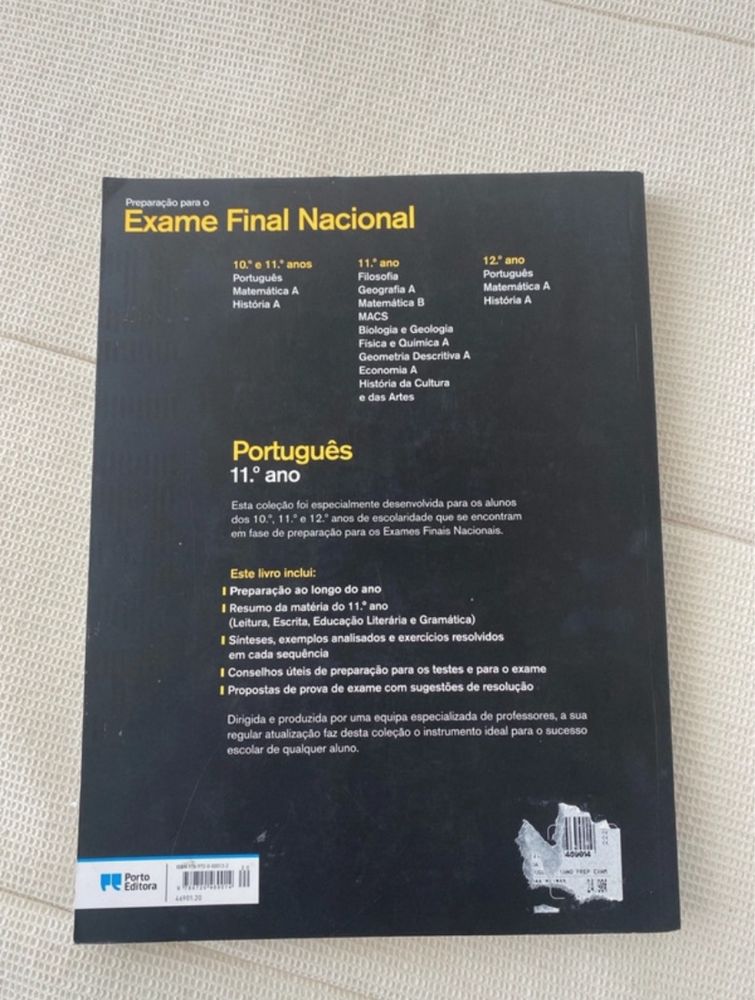 Preparação para o
Exame Final Nacional
10.º e 11.º anos
Português
Matemática A
História A
11.º ano
Filosofia
Geografia A
Matemática B
MACS
Biologia e Geologia
Física e Química A
Geometria Descritiva A
Economia A
História da Cultura
e das Artes
12.º ano
Português
Matemática A
História A
Português
11.º ano
Esta coleção foi especialmente desenvolvida para os alunos
dos 10.º, 11.º e 12.º anos de escolaridade que se encontram
em fase de preparação para os Exames Finais Nacionais.
Este livro inclui:
Preparação ao longo do ano
Resumo da matéria do 11.º ano
(Leitura, Escrita, Educação Literária e Gramática)
Sínteses, exemplos analisados e exercícios resolvidos
em cada sequência
Conselhos úteis de preparação para os testes e para o exame
Propostas de prova de exame com sugestões de resolução
Dirigida e produzida por uma equipa especializada de professores, a sua
regular atualização faz desta coleção o instrumento ideal para o sucesso
escolar de qualquer aluno.
Porto
Editora
ISBN
20
46901.20
PREP EXAM